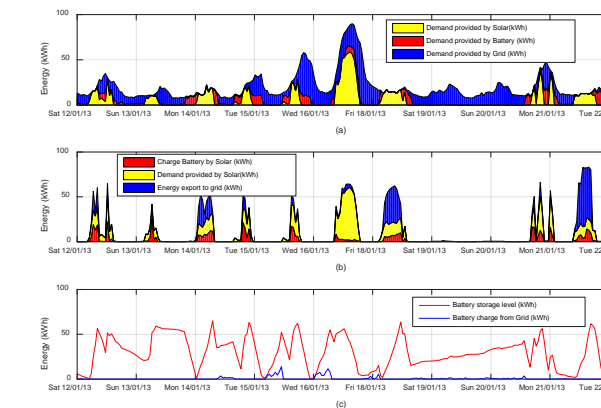 100
50
0
Energy (kWh)
Demand provided by Solar(kWh)
Demand provided by Battery (kWh)
Demand provided by Grid (kWh)
Sat 12/01/13 Sun 13/01/13 Mon 14/01/13 Tue 15/01/13 Wed 16/01/13 Fri 18/01/13 Sat 19/01/13 Sun 20/01/13 Mon 21/01/13 Tue 22
(a)
100
50
0
Energy (kWh)
Charge Battery by Solar (kWh)
Demand provided by Solar(kWh)
Energy export to grid (kWh)
Sat 12/01/13 Sun 13/01/13 Mon 14/01/13 Tue 15/01/13 Wed 16/01/13 Fri 18/01/13 Sat 19/01/13 Sun 20/01/13 Mon 21/01/13 Tue 22
(b)
100
50
0
Energy (kWh)
Battery storage level (kWh)
Battery charge from Grid (kWh)
Sat 12/01/13 Sun 13/01/13 Mon 14/01/13 Tue 15/01/13 Wed 16/01/13 Fri 18/01/13 Sat 19/01/13 Sun 20/01/13 Mon 21/01/13 Tue 22
(c)